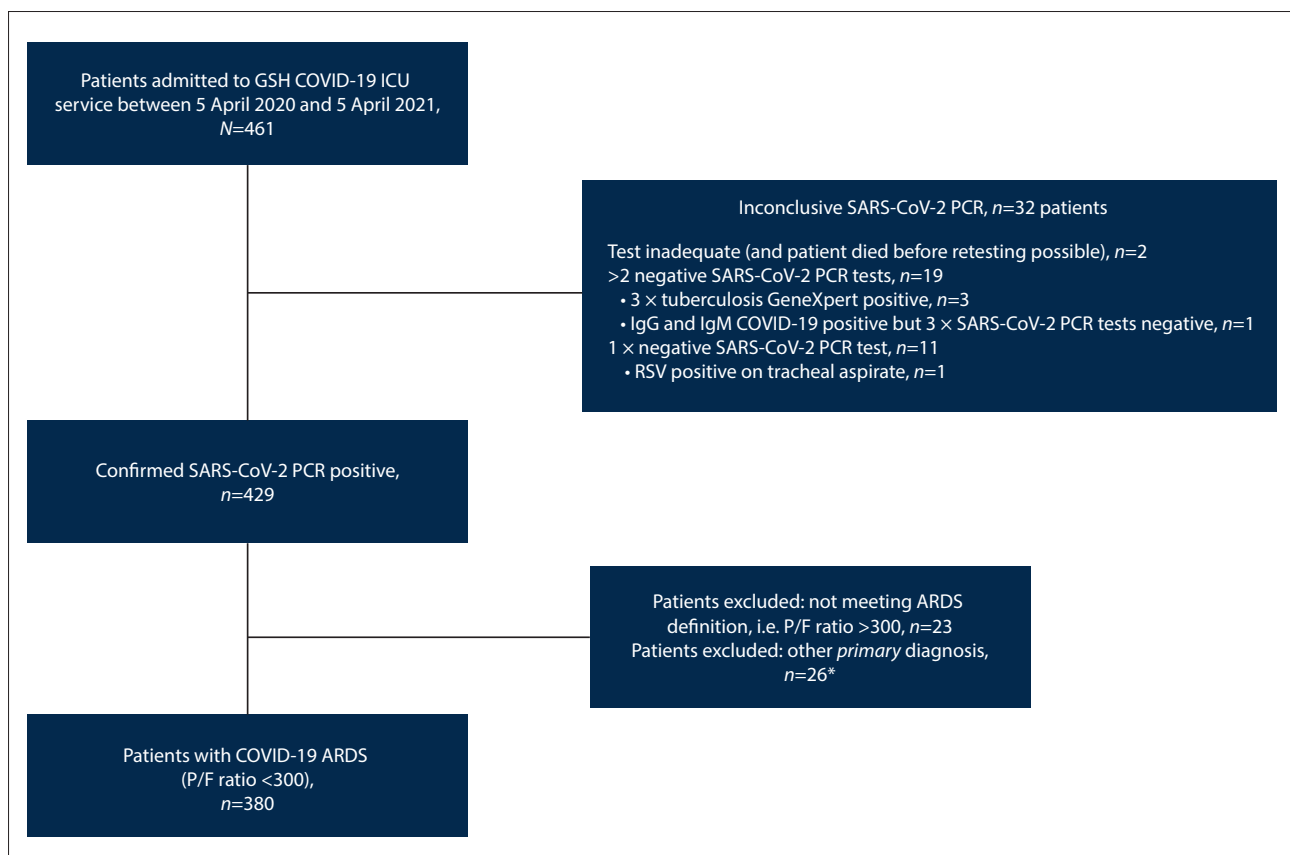 Patients admitted to GSH COVID-19 ICU
service between 5 April 2020 and 5 April 2021,
N=461
Inconclusive SARS-CoV-2 PCR, n=32 patients
Test inadequate (and patient died before retesting possible), n=2
>2 negative SARS-CoV-2 PCR tests, n=19
• 3 × tuberculosis GeneXpert positive, n=3
• IgG and IgM COVID-19 positive but 3 × SARS-CoV-2 PCR tests negative, n=1
1 × negative SARS-CoV-2 PCR test, n=11
• RSV positive on tracheal aspirate, n=1
Confirmed SARS-CoV-2 PCR positive,
n=429
Patients excluded: not meeting ARDS
definition, i.e. P/F ratio >300, n=23
Patients excluded: other primary diagnosis,
n=26*
Patients with COVID-19 ARDS
(P/F ratio <300),
n=380